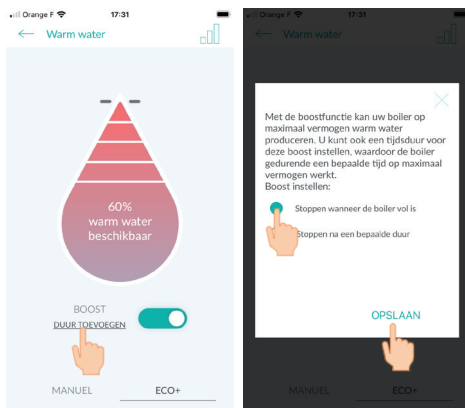 Orange F 17:31
Warm water
60%
warm water
beschikbaar
BOOST
DUUR TOEVOEGEN
MANUEL ECO+
Orange F 17:31
Warm water
Met de boostfunctie kan uw boiler op
maximaal vermogen warm water
produceren. U kunt ook een tijdsduur voor
deze boost instellen, waardoor de boiler
gedurende een bepaalde tijd op maximaal
vermogen werkt.
Boost instellen:
Stoppen wanneer de boiler vol is
Stoppen na een bepaalde duur
OPSLAAN
MANUEL ECO+